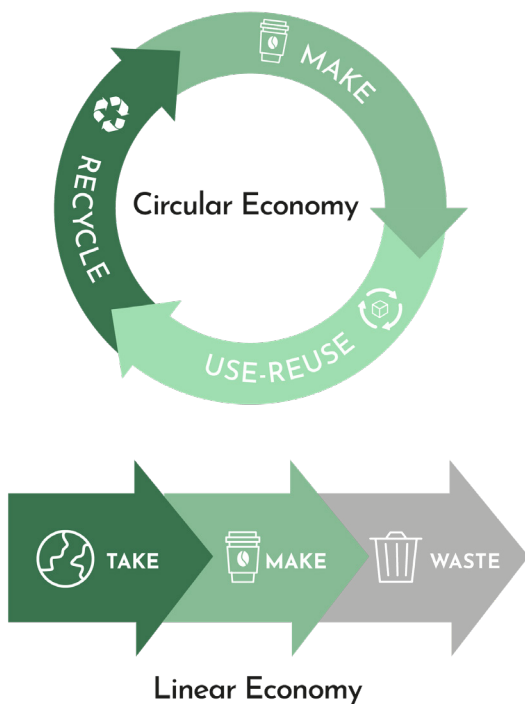 MAKE
RECYCLE
Circular Economy
USE-REUSE
TAKE
MAKE
WASTE
Linear Economy